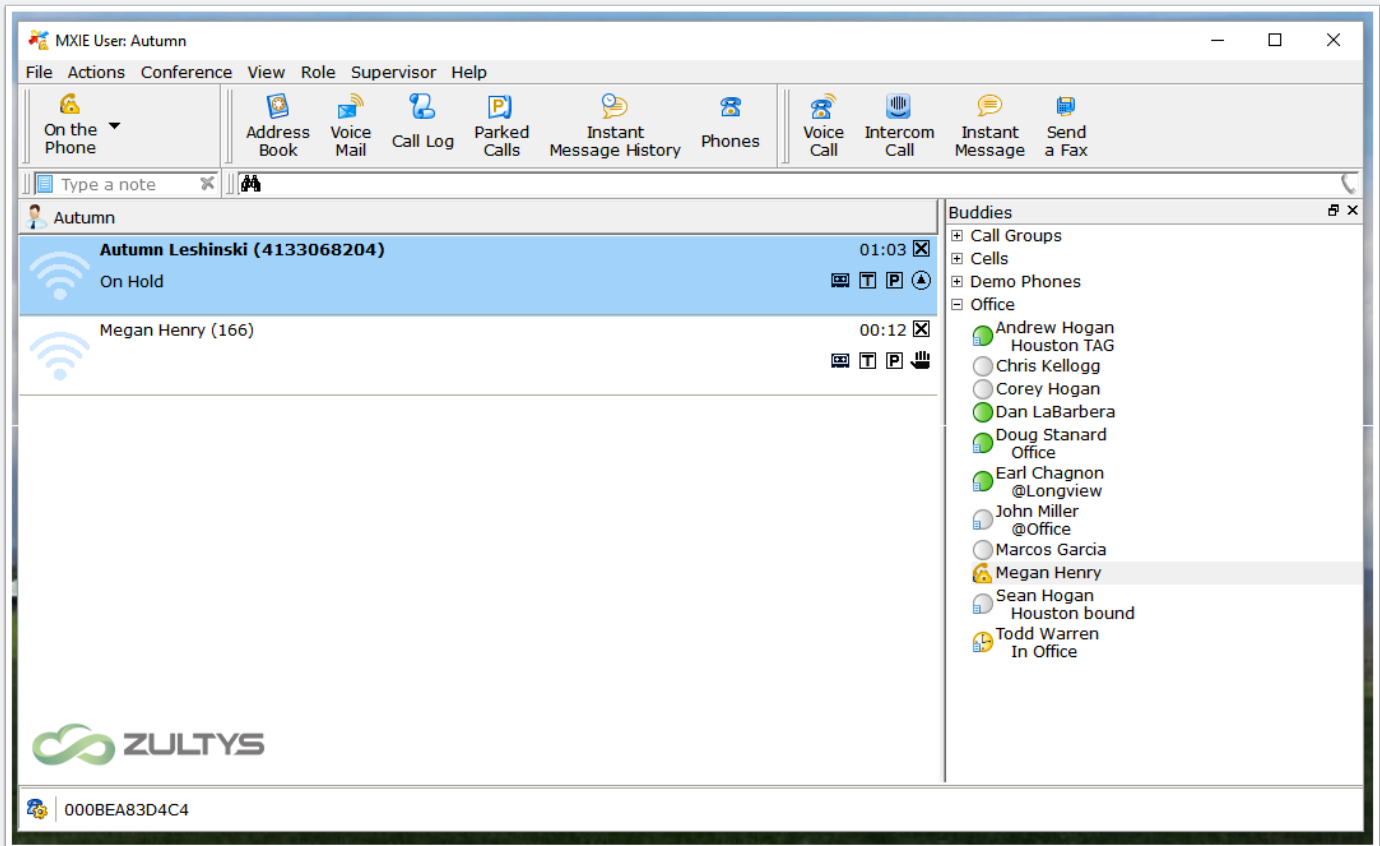 MXIE User: Autumn
File Actions Conference View Role Supervisor Help
On the
Phone
Address
Book
Voice
Mail
Call Log
Parked
Calls
Instant
Message History
Phones
Voice
Call
Intercom
Call
Instant
Message
Send
a Fax
Type a note
Autumn
Autumn Leshinski (4133068204)
01:03
On Hold
T P
Megan Henry (166)
00:12
T P
ZULTYS
Buddies
Call Groups
Cells
Demo Phones
Office
Andrew Hogan
Houston TAG
Chris Kellogg
Corey Hogan
Dan LaBarbera
Doug Stanard
Office
Earl Chagnon
@Longview
John Miller
@Office
Marcos Garcia
Megan Henry
Sean Hogan
Houston bound
Todd Warren
In Office
000BEA83D4C4